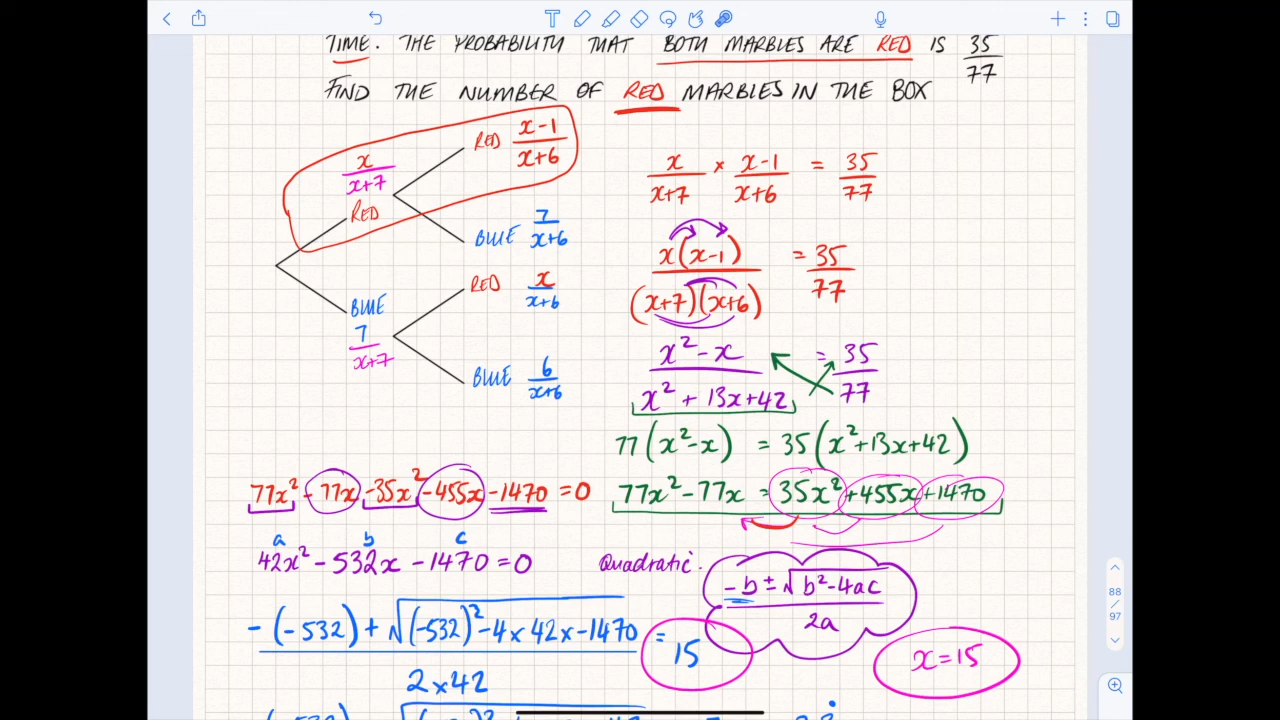 TIME. THE PROBABILITY THAT BOTH MARBLES ARE RED IS 35/77
FIND THE NUMBER OF RED MARBLES IN THE BOX
x/(x+7) RED
RED (x-1)/(x+6)
BLUE 7/(x+6)
BLUE 7/(x+7)
RED x/(x+6)
BLUE 6/(x+6)
x/(x+7) × (x-1)/(x+6) = 35/77
x(x-1)/((x+7)(x+6)) = 35/77
(x²-x)/(x²+13x+42) = 35/77
77(x²-x) = 35(x²+13x+42)
77x²-77x = 35x²+455x+1470
77x²-77x-35x²-455x-1470=0
a b c
42x²-532x-1470=0
Quadratic.
(-b±√(b²-4ac))/2a
(-(-532)+√((-532)²-4×42×-1470))/(2×42) = 15
x=15
88
/
97